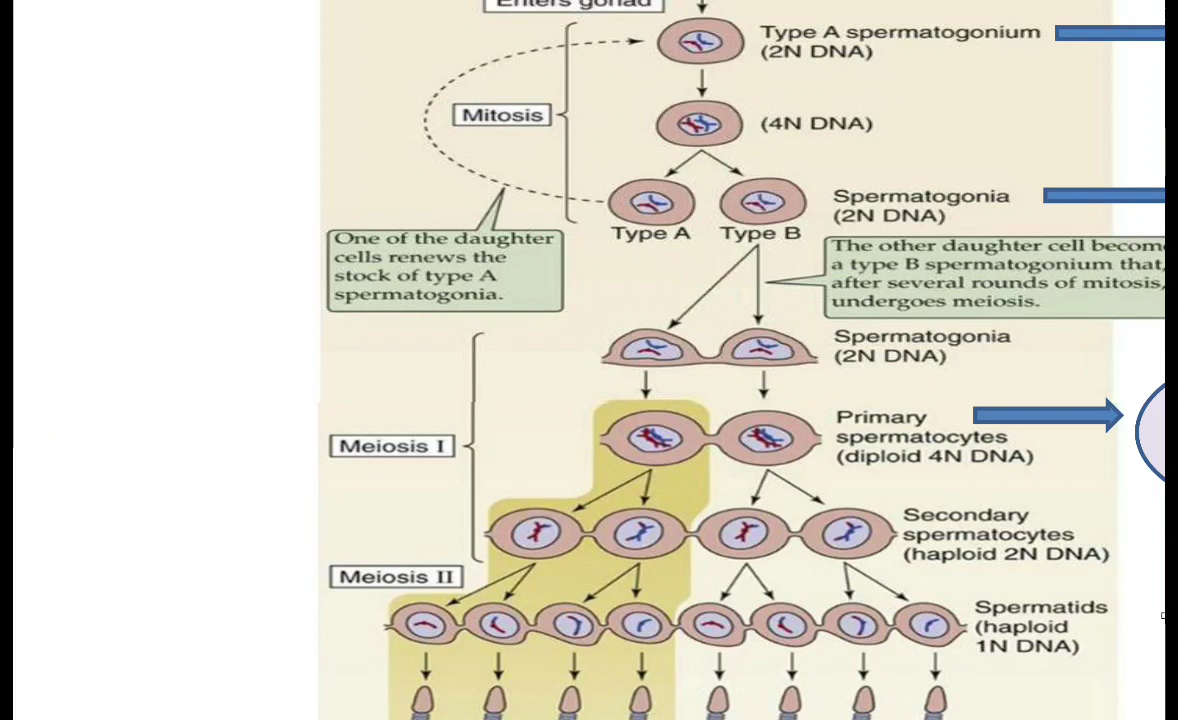 Enters gonad
Type A spermatogonium
(2N DNA)
Mitosis
(4N DNA)
Spermatogonia
(2N DNA)
Type A
Type B
One of the daughter
cells renews the
stock of type A
spermatogonia.
The other daughter cell becom
a type B spermatogonium that,
after several rounds of mitosis,
undergoes meiosis.
Spermatogonia
(2N DNA)
Primary
spermatocytes
(diploid 4N DNA)
Meiosis I
Secondary
spermatocytes
(haploid 2N DNA)
Meiosis II
Spermatids
(haploid
1N DNA)